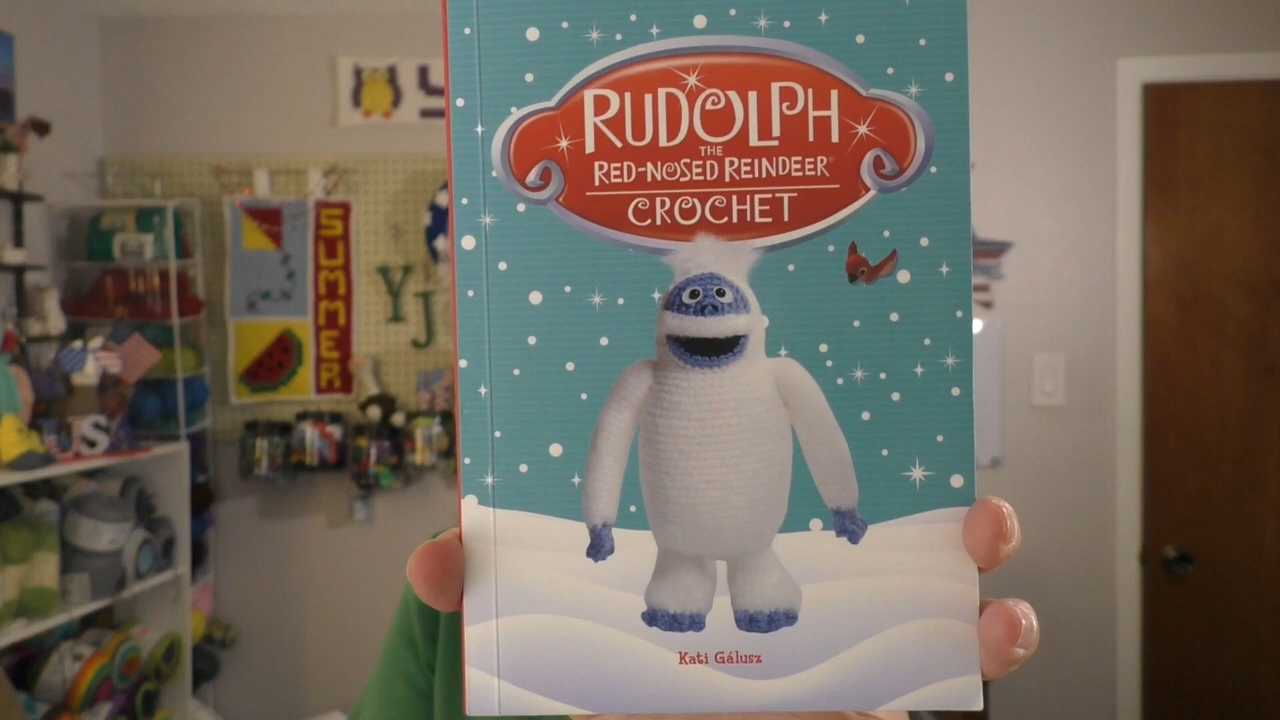 RUDOLPH
THE
RED-NOSED REINDEER
CROCHET
Kati Gálusz
SUMMER
YJ